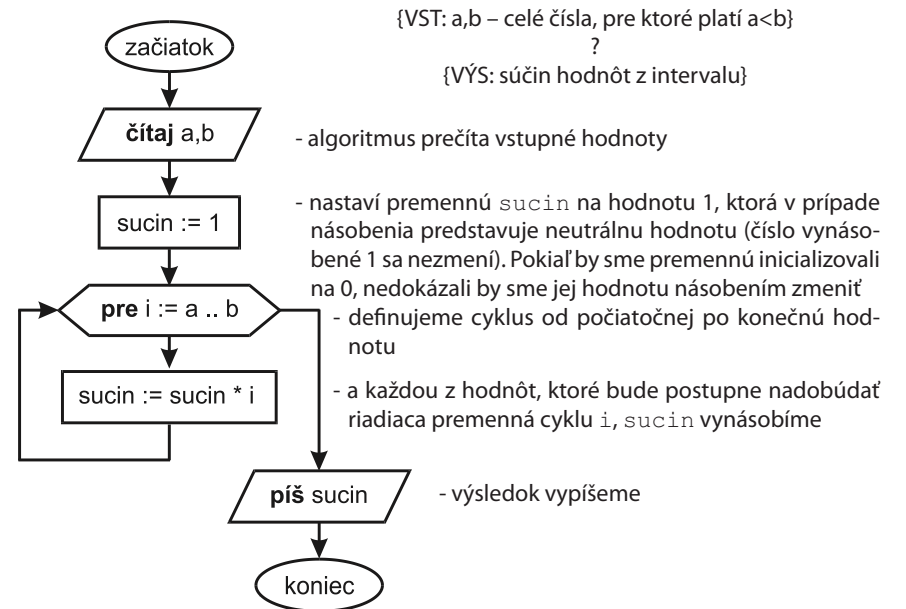 {VST: a,b – celé čísla, pre ktoré platí a<b}
?
{VÝS: súčin hodnôt z intervalu}
začiatok
čítaj a,b
- algoritmus prečíta vstupné hodnoty
sucin := 1
- nastaví premennú sucin na hodnotu 1, ktorá v prípade
násobenia predstavuje neutrálnu hodnotu (číslo vynáso-
bené 1 sa nezmení). Pokiaľ by sme premennú inicializovali
na 0, nedokázali by sme jej hodnotu násobením zmeniť
pre i := a .. b
- definujeme cyklus od počiatočnej po konečnú hod-
notu
sucin := sucin * i
- a každou z hodnôt, ktoré bude postupne nadobúdať
riadiaca premenná cyklu i, sucin vynásobíme
píš sucin
- výsledok vypíšeme
koniec